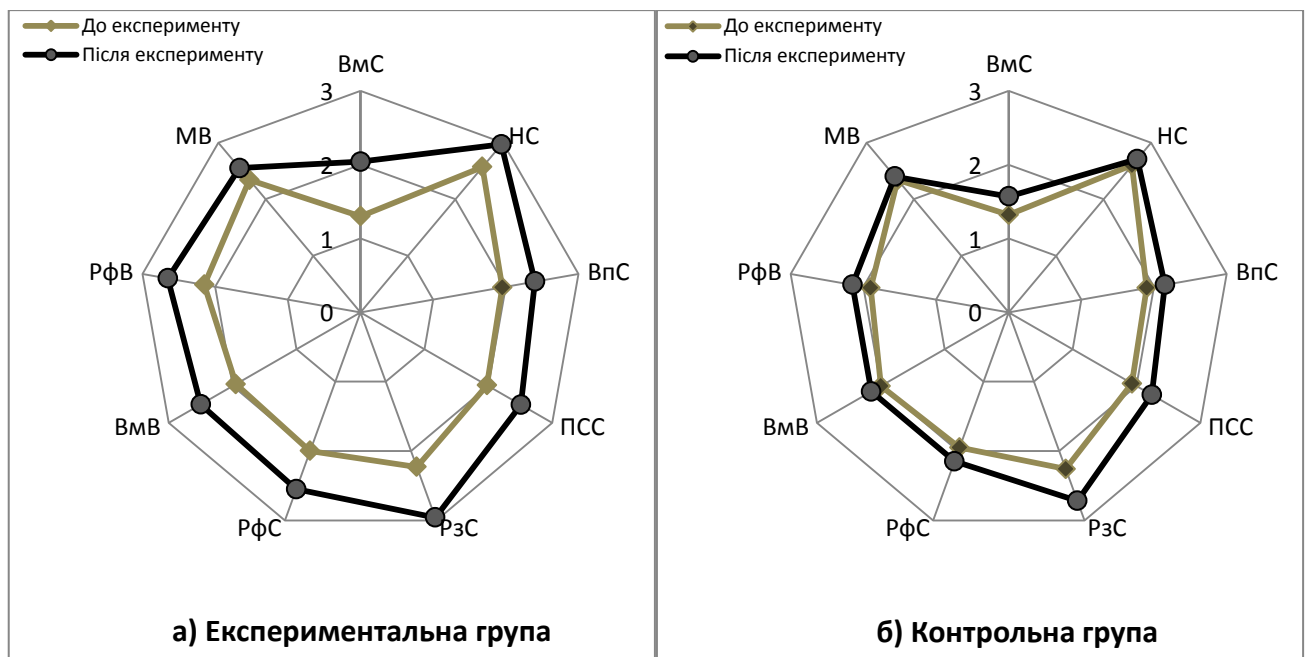 До експерименту
Після експерименту
ВмС
НС
ВпС
ПСС
РзС
РфС
ВмВ
РфВ
МВ
3
2
1
0
а) Експериментальна група
До експерименту
Після експерименту
ВмС
НС
ВпС
ПСС
РзС
РфС
ВмВ
РфВ
МВ
3
2
1
0
б) Контрольна група